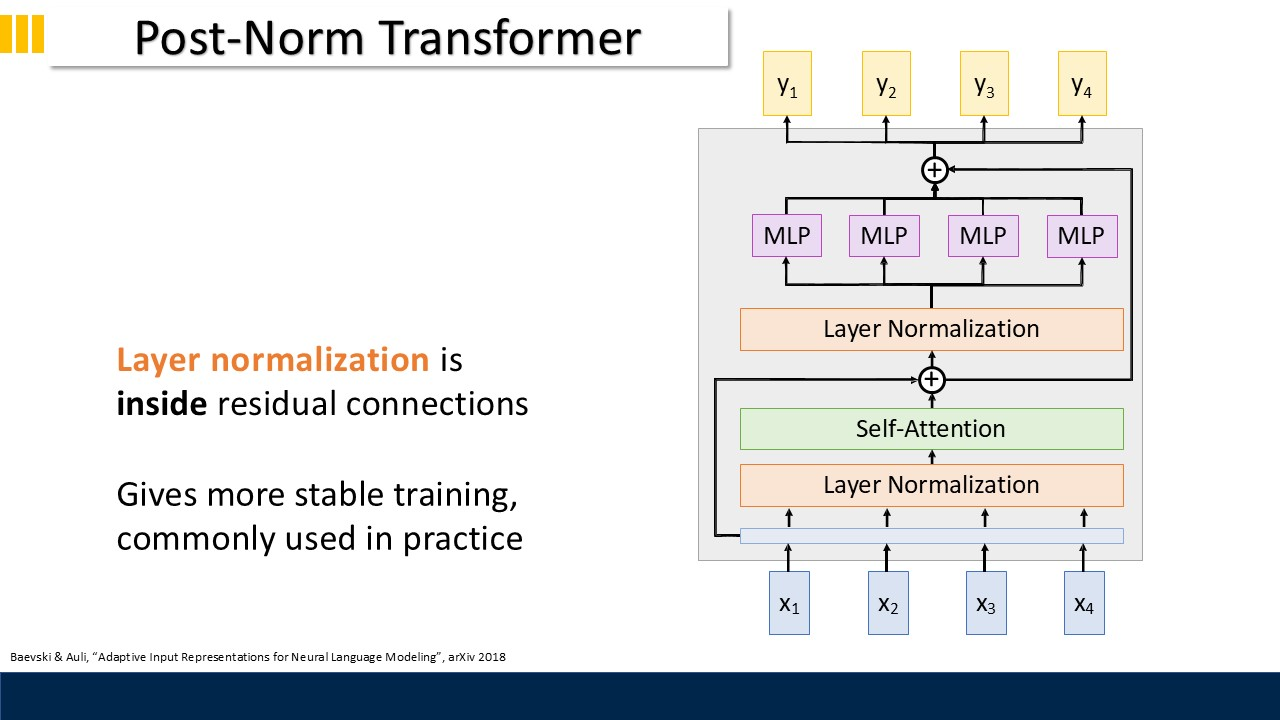 Post-Norm Transformer
y1 y2 y3 y4
MLP MLP MLP MLP
Layer Normalization
Self-Attention
Layer Normalization
x1 x2 x3 x4
Layer normalization is
inside residual connections
Gives more stable training,
commonly used in practice
Baevski & Auli, “Adaptive Input Representations for Neural Language Modeling”, arXiv 2018